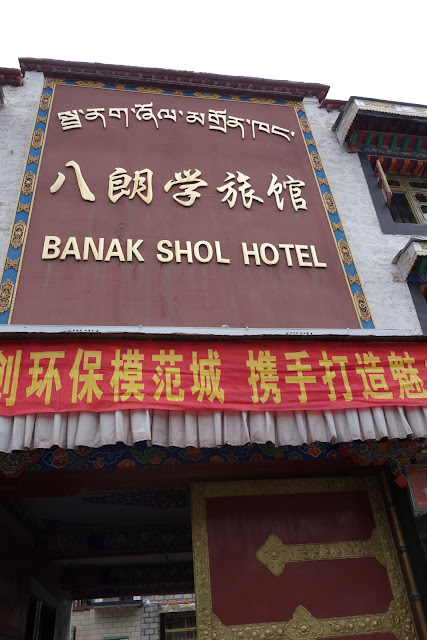 སྦྲ་ནག་ཞོལ་མགྲོན་ཁང་།
八朗学旅馆
BANAK SHOL HOTEL
创环保模范城 携手打造魅